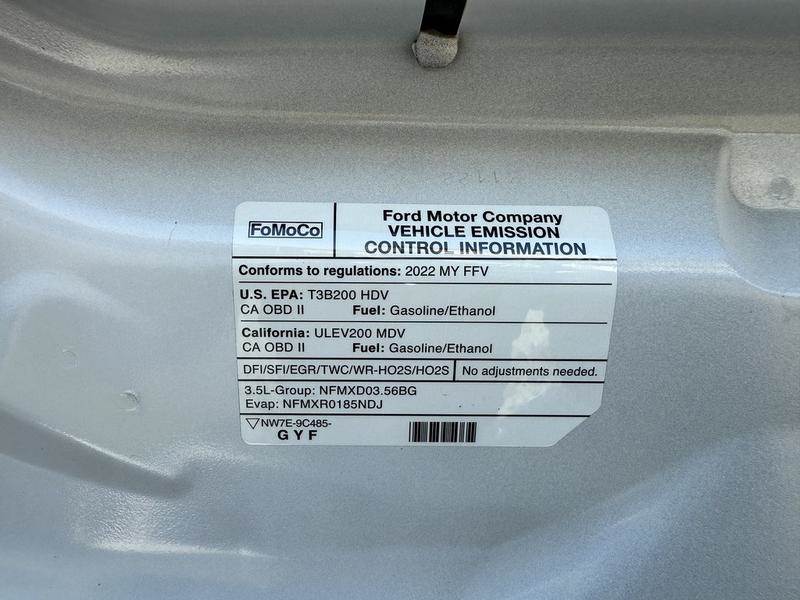 FoMoCo
Ford Motor Company
VEHICLE EMISSION
CONTROL INFORMATION
Conforms to regulations: 2022 MY FFV
U.S. EPA: T3B200 HDV
CA OBD II Fuel: Gasoline/Ethanol
California: ULEV200 MDV
CA OBD II Fuel: Gasoline/Ethanol
DFI/SFI/EGR/TWC/WR-HO2S/HO2S No adjustments needed.
3.5L-Group: NFMXD03.56BG
Evap: NFMXR0185NDJ
NW7E-9C485-
G Y F